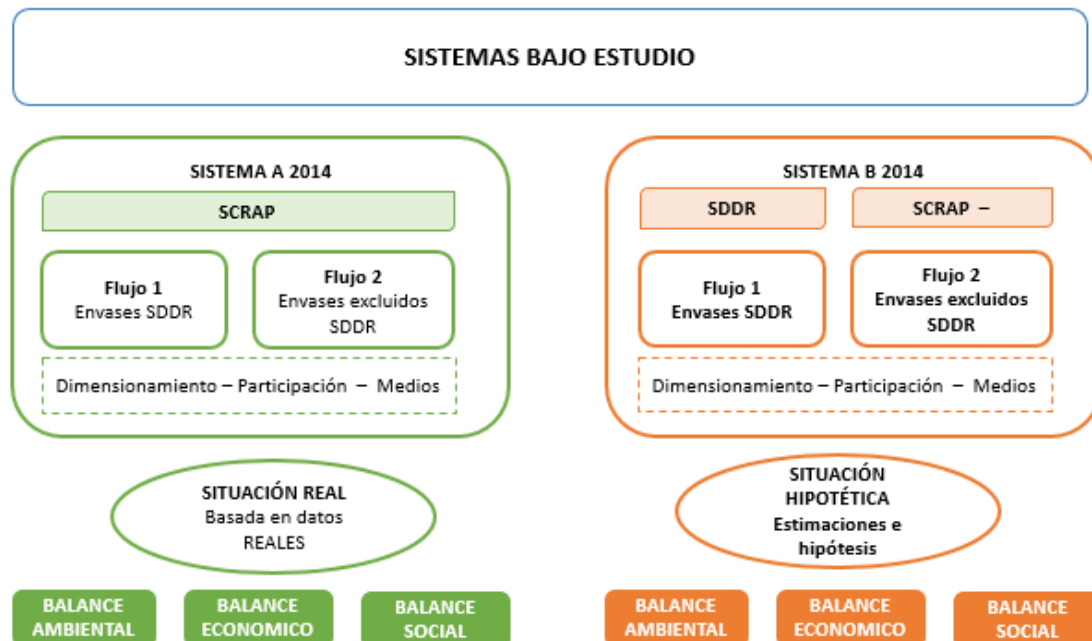 SISTEMAS BAJO ESTUDIO
SISTEMA A 2014
SCRAP
Flujo 1
Envases SDDR
Flujo 2
Envases excluidos
SDDR
Dimensionamiento – Participación – Medios
SITUACIÓN REAL
Basada en datos
REALES
BALANCE
AMBIENTAL
BALANCE
ECONOMICO
BALANCE
SOCIAL
SISTEMA B 2014
SDDR
SCRAP –
Flujo 1
Envases SDDR
Flujo 2
Envases excluidos
SDDR
Dimensionamiento – Participación – Medios
SITUACIÓN
HIPOTÉTICA
Estimaciones e
hipótesis
BALANCE
AMBIENTAL
BALANCE
ECONOMICO
BALANCE
SOCIAL